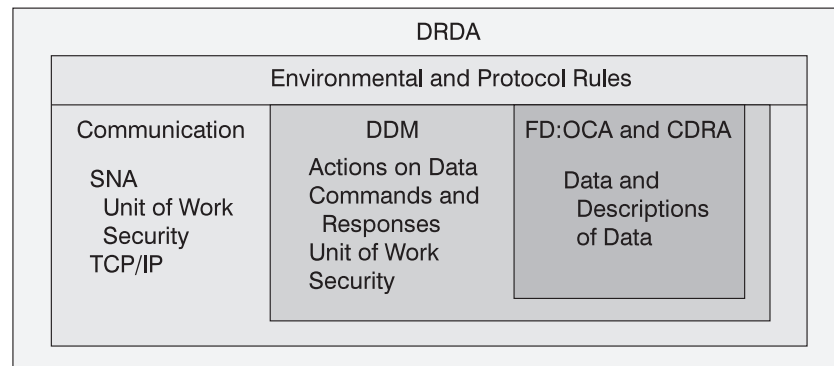 DRDA
Environmental and Protocol Rules
Communication
SNA
Unit of Work
Security
TCP/IP
DDM
Actions on Data
Commands and
Responses
Unit of Work
Security
FD:OCA and CDRA
Data and
Descriptions
of Data